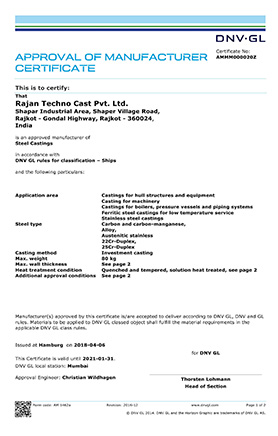 DNV·GL
Certificate No:
AMMM000020Z
APPROVAL OF MANUFACTURER
CERTIFICATE
This is to certify:
That
Rajan Techno Cast Pvt. Ltd.
Shapar Industrial Area, Shaper Village Road,
Rajkot - Gondal Highway, Rajkot - 360024,
India
is an approved manufacturer of
Steel Castings
in accordance with
DNV GL rules for classification – Ships
and the following particulars:
Application area Castings for hull structures and equipment
Casting for machinery
Castings for boilers, pressure vessels and piping systems
Ferritic steel castings for low temperature service
Stainless steel castings
Steel type Carbon and carbon-manganese,
Alloy,
Austenitic stainless
22Cr-Duplex,
25Cr-Duplex
Casting method Investment casting
Max. weight 80 kg
Max. wall thickness See page 2
Heat treatment condition Quenched and tempered, solution heat treated, see page 2
Additional approval conditions See page 2
Manufacturer(s) approved by this certificate is/are accepted to deliver according to DNV GL, DNV and GL
rules. Materials to be applied to DNV GL classed object shall fulfill the material requirements in the
applicable DNV GL class rules.
Issued at Hamburg on 2018-04-06
for DNV GL
This Certificate is valid until 2021-01-31.
DNV GL local station: Mumbai
Approval Engineer: Christian Wildhagen
Thorsten Lohmann
Head of Section
Form code: AM 1442a Revision: 2016-12 www.dnvgl.com Page 1 of 3
© DNV GL 2014. DNV GL and the Horizon Graphic are trademarks of DNV GL AS.